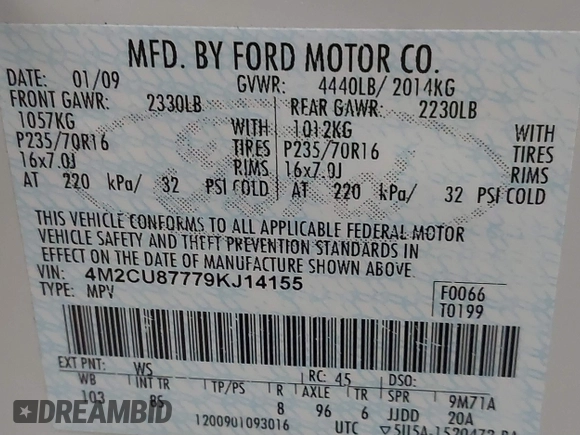 MFD. BY FORD MOTOR CO.
DATE: 01/09 GVWR: 4440LB/ 2014KG
FRONT GAWR: 2330LB REAR GAWR: 2230LB
1057KG WITH 1012KG WITH
P235/70R16 TIRES P235/70R16 TIRES
16x7.0J RIMS 16x7.0J RIMS
AT 220 kPa/ 32 PSI COLD AT 220 kPa/ 32 PSI COLD
THIS VEHICLE CONFORMS TO ALL APPLICABLE FEDERAL MOTOR
VEHICLE SAFETY AND THEFT PREVENTION STANDARDS IN
EFFECT ON THE DATE OF MANUFACTURE SHOWN ABOVE.
VIN: 4M2CU87779KJ14155
TYPE: MPV
F0066
T0199
EXT PNT: WS RC: 45 DSO:
WB INT TR TP/PS R AXLE TR SPR 9M71A
103 BS 8 96 6 JJDD 20A
1200901093016 UTC
DREAMBID